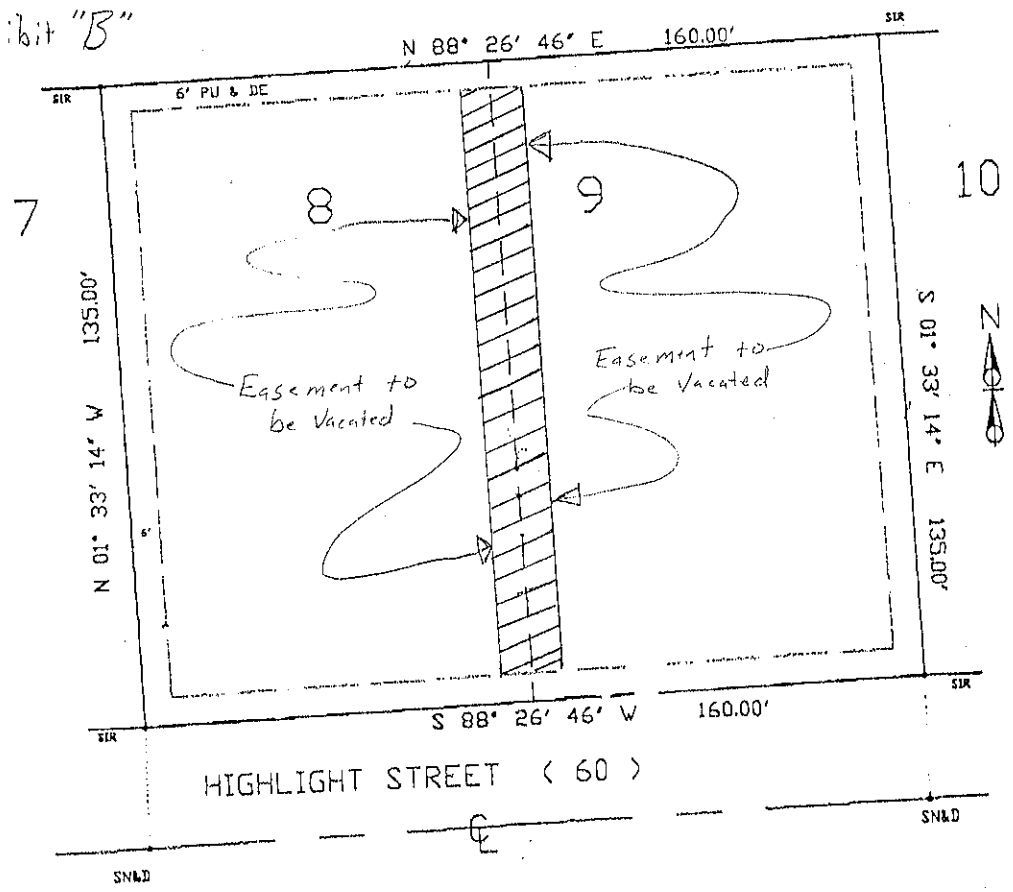 ibit "B"
SIR
N 88° 26' 46" E 160.00'
SIR
6' PU & DE
7
8
9
10
135.00'
N 01° 33' 14" W
6'
Easement to
be Vacated
Easement to
be Vacated
S 01° 33' 14" E 135.00'
N
SIR
SIR
S 88° 26' 46" W 160.00'
HIGHLIGHT STREET ( 60 )
CL
SN&D
SN&D